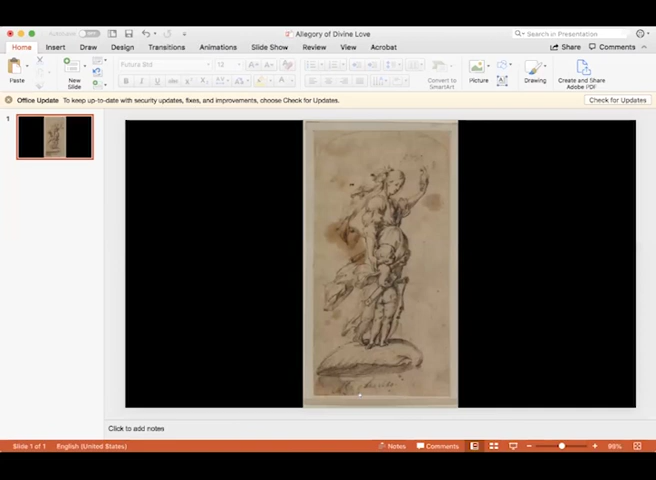 Allegory of Divine Love
Search in Presentation
Home Insert Draw Design Transitions Animations Slide Show Review View Acrobat Share Comments
Paste
New Slide
Futura Std
12
Convert to SmartArt
Picture
Drawing
Create and Share Adobe PDF
Office Update To keep up-to-date with security updates, fixes, and improvements, choose Check for Updates.
Check for Updates
1
Click to add notes
Slide 1 of 1 English (United States) Notes Comments 99%